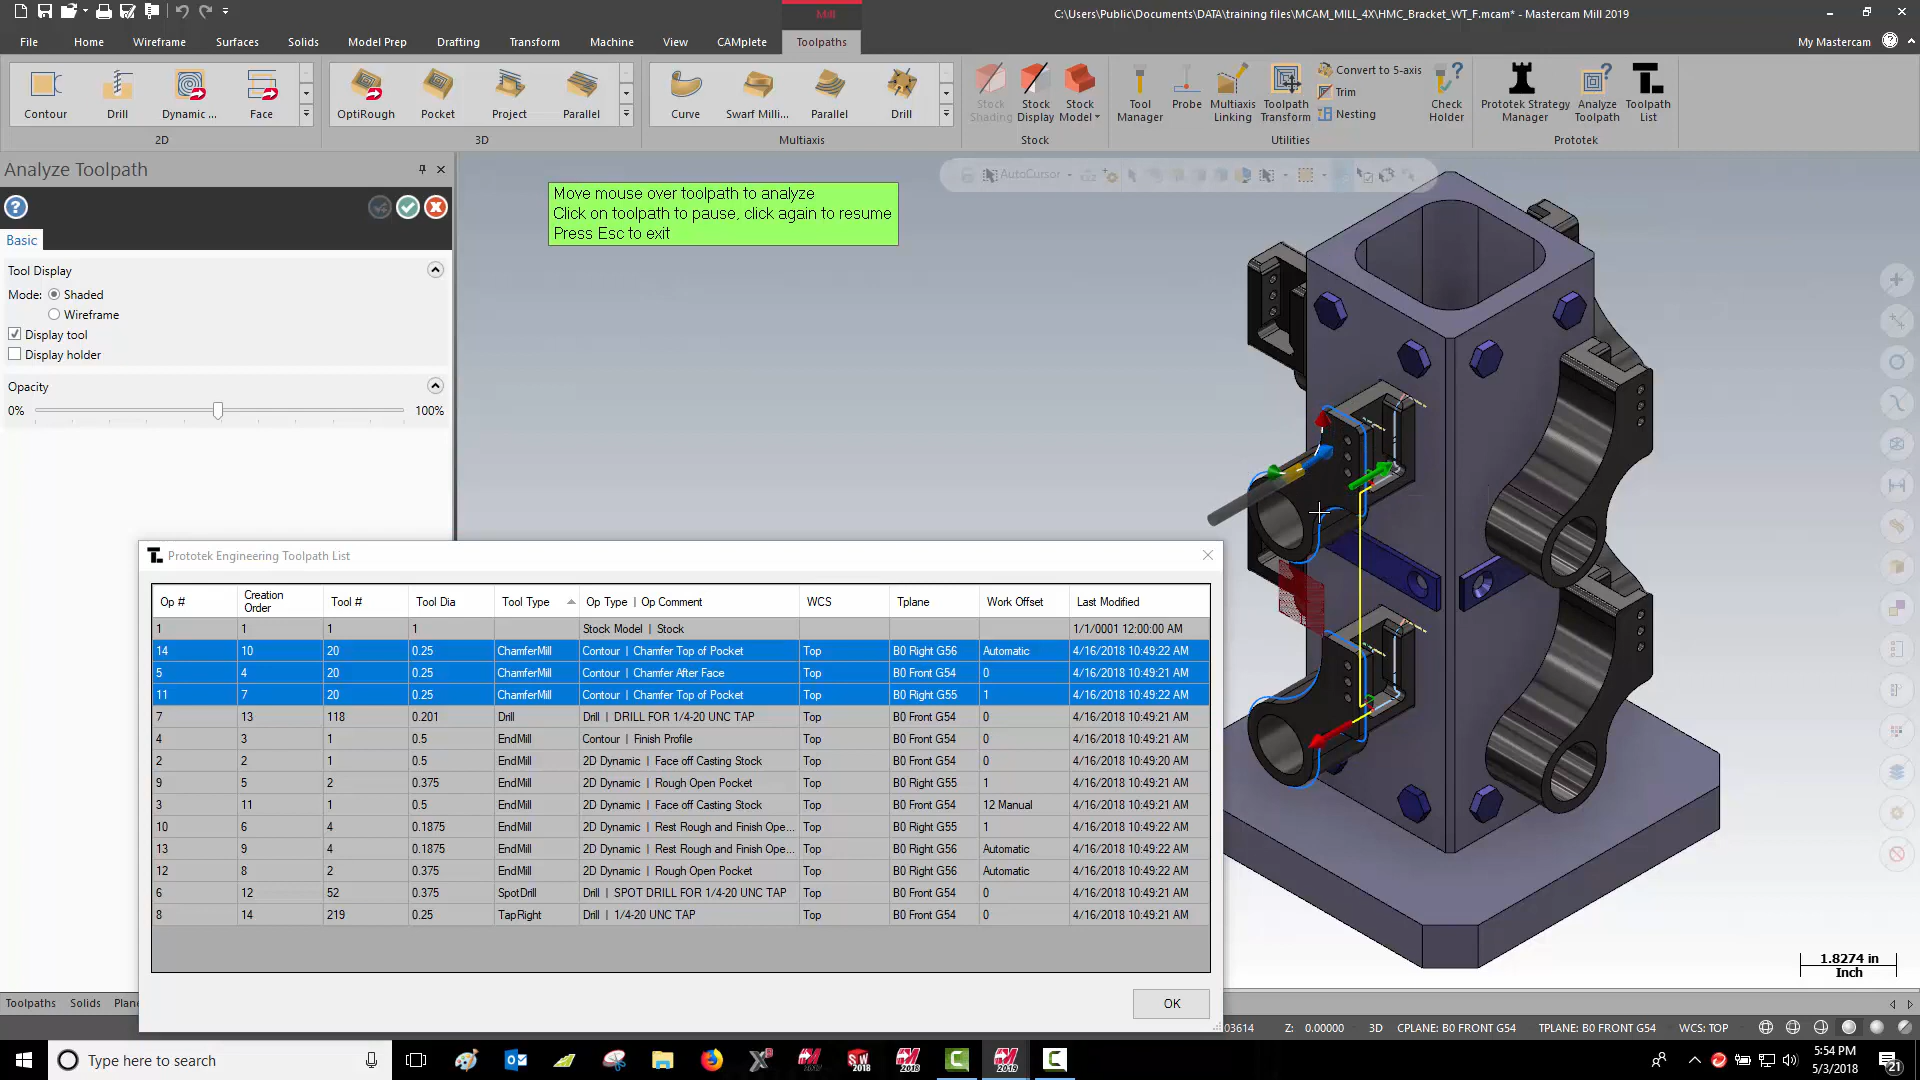 Mill
C:\Users\Public\Documents\DATA\training files\MCAM_MILL_4X\HMC_Bracket_WT_F.mcam* - Mastercam Mill 2019
File Home Wireframe Surfaces Solids Model Prep Drafting Transform Machine View CAMplete Toolpaths My Mastercam
Contour Drill Dynamic ... Face
2D
OptiRough Pocket Project Parallel
3D
Curve Swarf Milli... Parallel Drill
Multiaxis
Stock Shading Stock Display Stock Model
Stock
Tool Manager Probe Multiaxis Linking Toolpath Transform
Convert to 5-axis
Trim
Nesting
Check Holder
Utilities
Prototek Strategy Manager Analyze Toolpath Toolpath List
Prototek
Analyze Toolpath
Basic
Tool Display
Mode: Shaded
Wireframe
Display tool
Display holder
Opacity
0% 100%
AutoCursor
Move mouse over toolpath to analyze
Click on toolpath to pause, click again to resume
Press Esc to exit
Prototek Engineering Toolpath List
Op # Creation Order Tool # Tool Dia Tool Type Op Type | Op Comment WCS Tplane Work Offset Last Modified
1 1 1 1 Stock Model | Stock 1/1/0001 12:00:00 AM
14 10 20 0.25 ChamferMill Contour | Chamfer Top of Pocket Top B0 Right G56 Automatic 4/16/2018 10:49:22 AM
5 4 20 0.25 ChamferMill Contour | Chamfer After Face Top B0 Front G54 0 4/16/2018 10:49:22 AM
11 7 20 0.25 ChamferMill Contour | Chamfer Top of Pocket Top B0 Right G55 1 4/16/2018 10:49:22 AM
7 13 118 0.201 Drill Drill | DRILL FOR 1/4-20 UNC TAP Top B0 Front G54 0 4/16/2018 10:49:21 AM
4 3 1 0.5 EndMill Contour | Finish Profile Top B0 Front G54 0 4/16/2018 10:49:21 AM
2 2 1 0.5 EndMill 2D Dynamic | Face off Casting Stock Top B0 Front G54 0 4/16/2018 10:49:20 AM
9 5 2 0.375 EndMill 2D Dynamic | Rough Open Pocket Top B0 Right G55 1 4/16/2018 10:49:21 AM
3 11 1 0.5 EndMill 2D Dynamic | Face off Casting Stock Top B0 Front G54 12 Manual 4/16/2018 10:49:21 AM
10 6 4 0.1875 EndMill 2D Dynamic | Rest Rough and Finish Ope... Top B0 Right G55 1 4/16/2018 10:49:22 AM
13 9 4 0.1875 EndMill 2D Dynamic | Rest Rough and Finish Ope... Top B0 Right G56 Automatic 4/16/2018 10:49:22 AM
12 8 2 0.375 EndMill 2D Dynamic | Rough Open Pocket Top B0 Right G56 Automatic 4/16/2018 10:49:22 AM
6 12 52 0.375 SpotDrill Drill | SPOT DRILL FOR 1/4-20 UNC TAP Top B0 Front G54 0 4/16/2018 10:49:21 AM
8 14 219 0.25 TapRight Drill | 1/4-20 UNC TAP Top B0 Front G54 0 4/16/2018 10:49:21 AM
OK
1.8274 in
Inch
Toolpaths Solids Plan
03614 Z: 0.00000 3D CPLANE: B0 FRONT G54 TPLANE: B0 FRONT G54 WCS: TOP
Type here to search
2018
2019
5:54 PM
5/3/2018
21